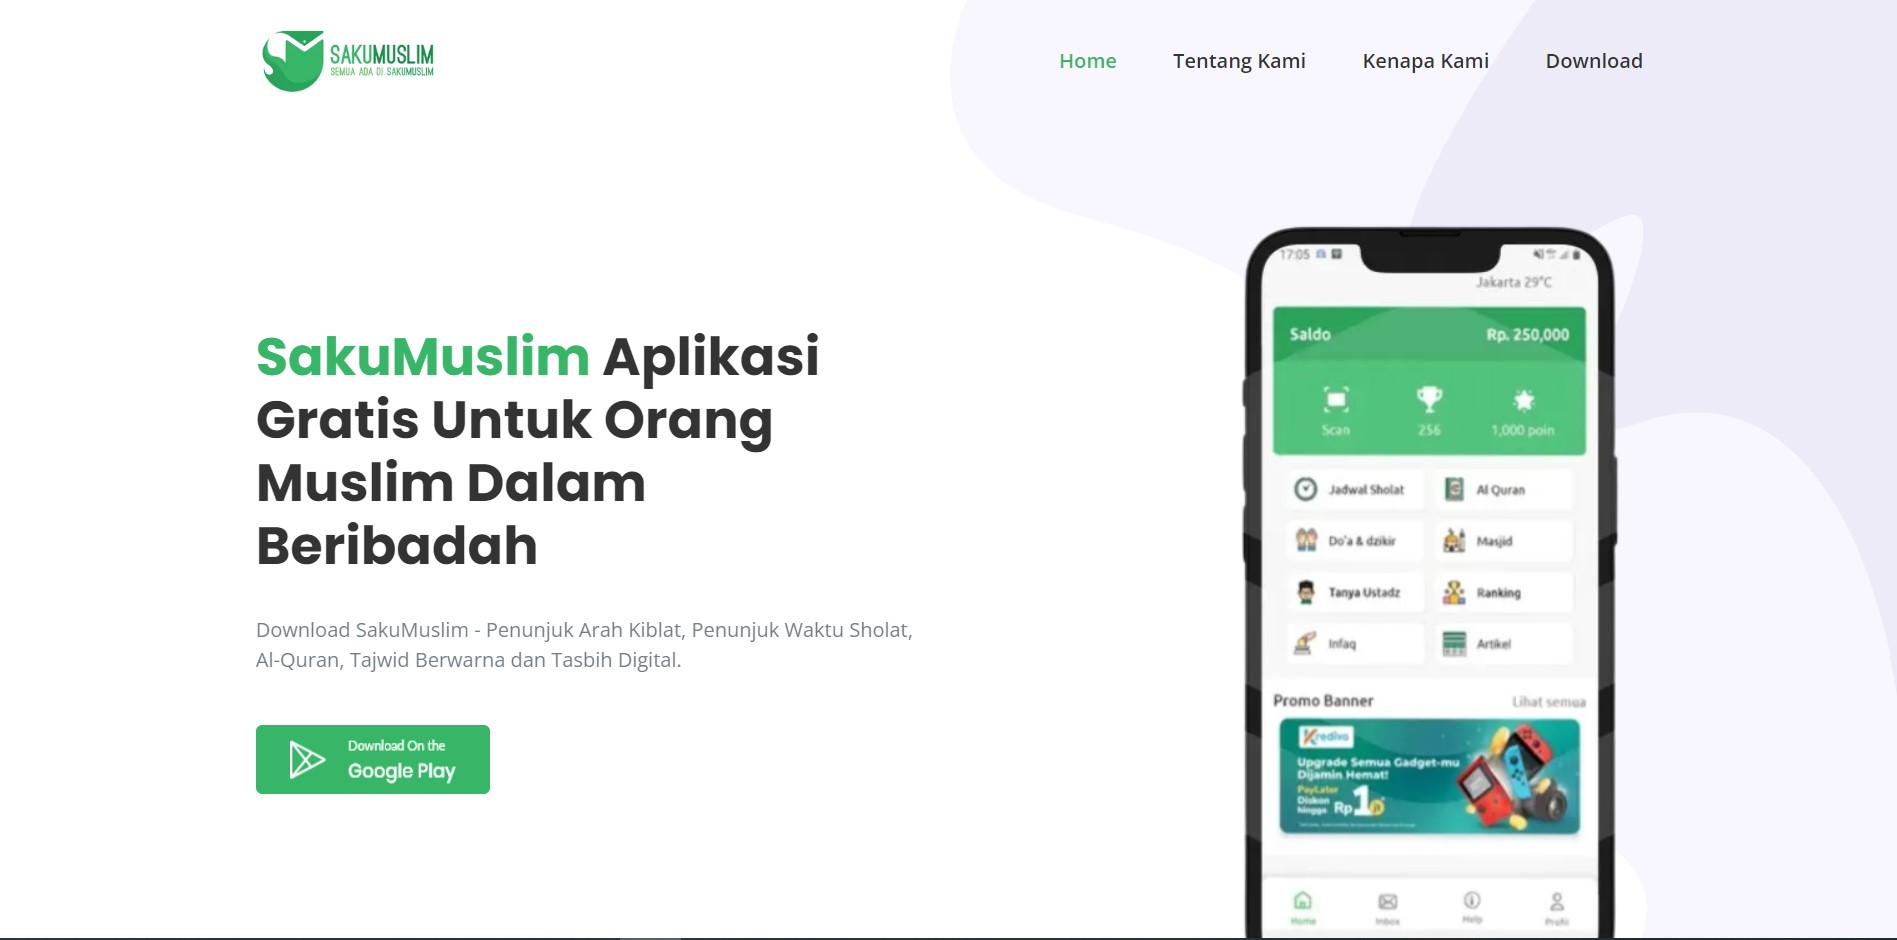 SAKUMUSLIM
SEMUA ADA DI SAKUMUSLIM
Home
Tentang Kami
Kenapa Kami
Download
SakuMuslim Aplikasi
Gratis Untuk Orang
Muslim Dalam
Beribadah
Download SakuMuslim - Penunjuk Arah Kiblat, Penunjuk Waktu Sholat,
Al-Quran, Tajwid Berwarna dan Tasbih Digital.
Download On the
Google Play
17:05
Jakarta 29°C
Saldo
Rp. 250,000
Scan
256
1,000 poin
Jadwal Sholat
Al Quran
Do'a & dzikir
Masjid
Tanya Ustadz
Ranking
Infaq
Artikel
Promo Banner
Lihat semua
Kredivo
Upgrade Semua Gadget-mu
Dijamin Hemat!
PayLater
Diskon
hingga Rp 1 jt
Home
Inbox
Help
Profil